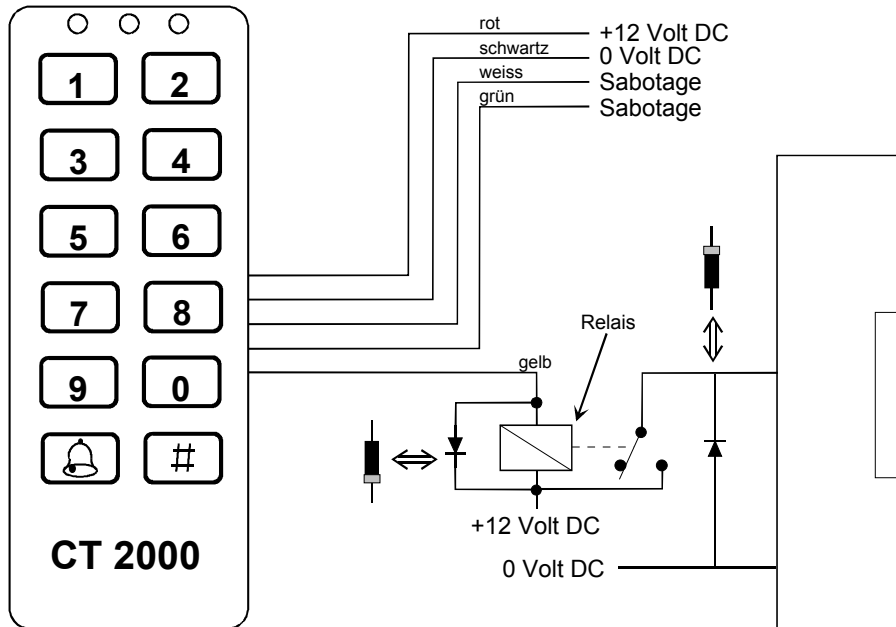 1 2
3 4
5 6
7 8
9 0
#
CT 2000
rot
+12 Volt DC
schwartz
0 Volt DC
weiss
Sabotage
grün
Sabotage
gelb
Relais
+12 Volt DC
0 Volt DC